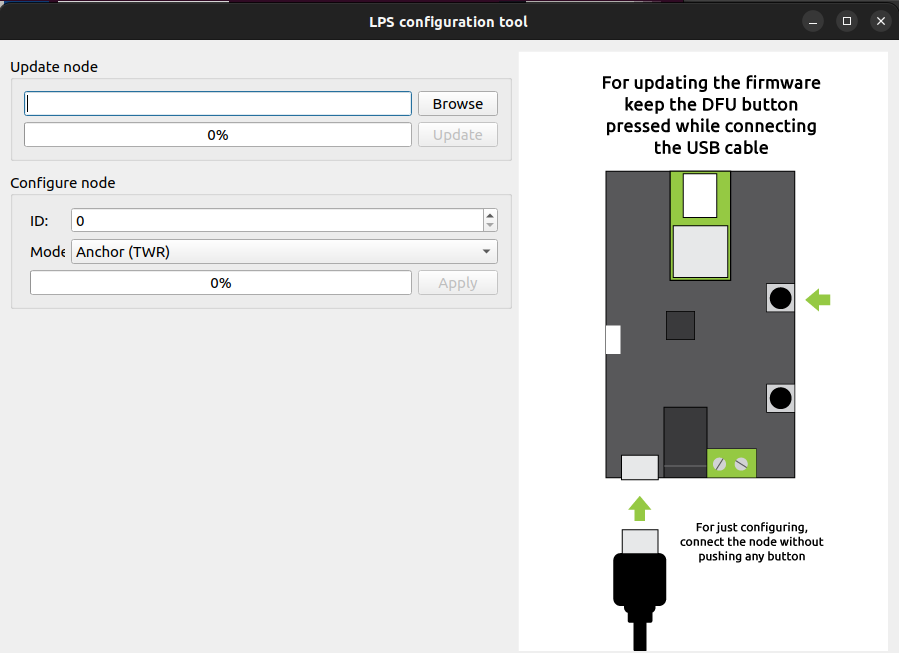 LPS configuration tool
Update node
Browse
0%
Update
Configure node
ID:
0
Mode
Anchor (TWR)
0%
Apply
For updating the firmware
keep the DFU button
pressed while connecting
the USB cable
For just configuring,
connect the node without
pushing any button